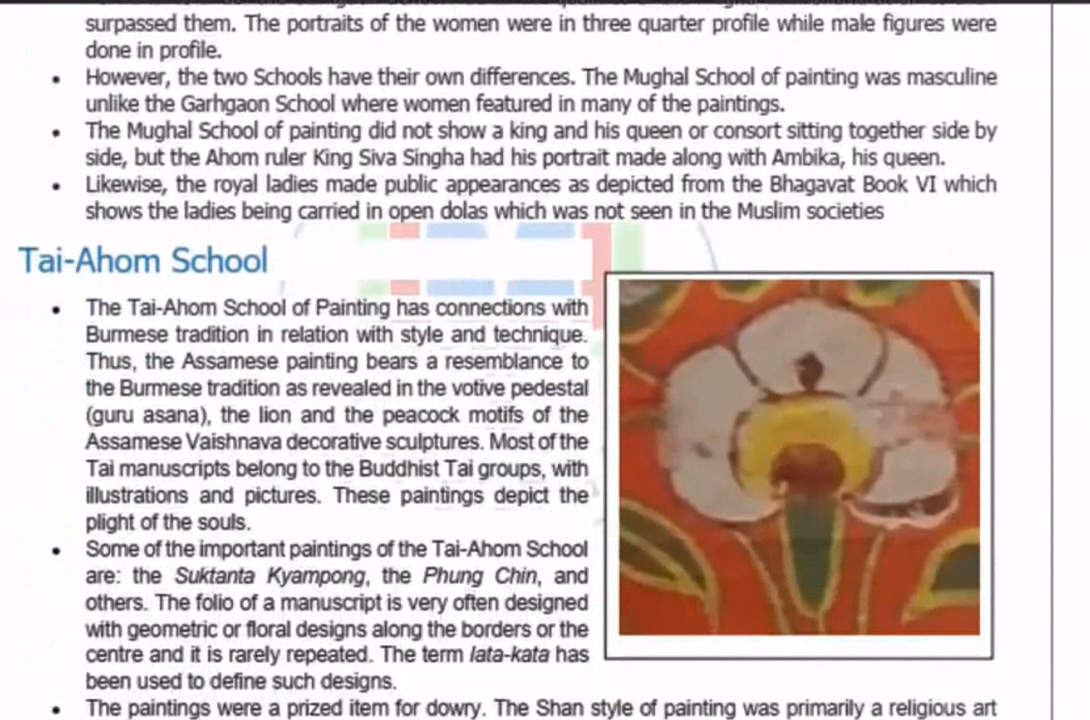 surpassed them. The portraits of the women were in three quarter profile while male figures were
done in profile.
• However, the two Schools have their own differences. The Mughal School of painting was masculine
unlike the Garhgaon School where women featured in many of the paintings.
• The Mughal School of painting did not show a king and his queen or consort sitting together side by
side, but the Ahom ruler King Siva Singha had his portrait made along with Ambika, his queen.
• Likewise, the royal ladies made public appearances as depicted from the Bhagavat Book VI which
shows the ladies being carried in open dolas which was not seen in the Muslim societies
Tai-Ahom School
• The Tai-Ahom School of Painting has connections with
Burmese tradition in relation with style and technique.
Thus, the Assamese painting bears a resemblance to
the Burmese tradition as revealed in the votive pedestal
(guru asana), the lion and the peacock motifs of the
Assamese Vaishnava decorative sculptures. Most of the
Tai manuscripts belong to the Buddhist Tai groups, with
illustrations and pictures. These paintings depict the
plight of the souls.
• Some of the important paintings of the Tai-Ahom School
are: the Suktanta Kyampong, the Phung Chin, and
others. The folio of a manuscript is very often designed
with geometric or floral designs along the borders or the
centre and it is rarely repeated. The term lata-kata has
been used to define such designs.
• The paintings were a prized item for dowry. The Shan style of painting was primarily a religious art